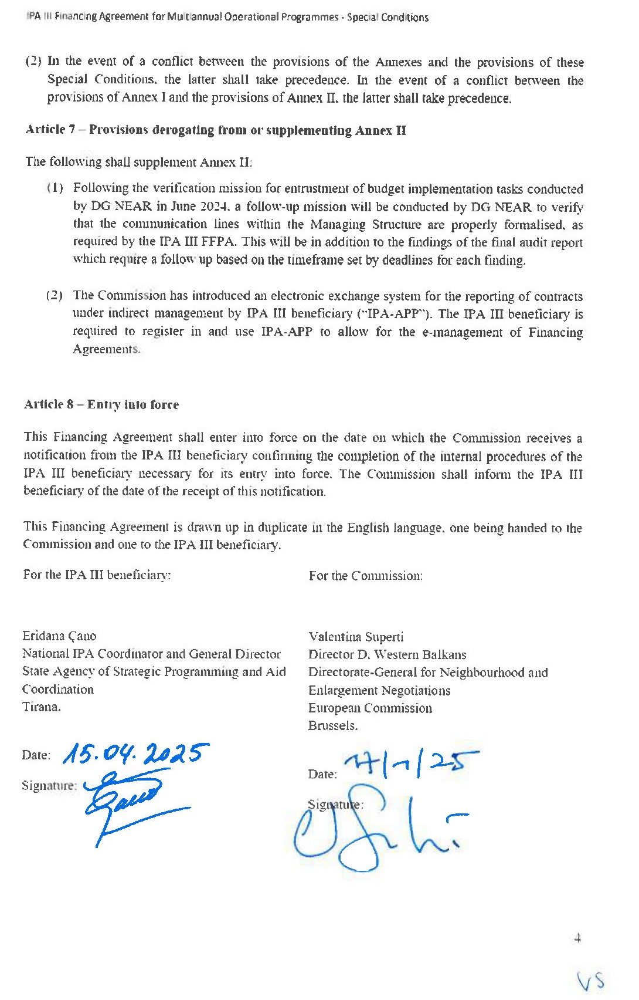 IPA III Financing Agreement for Multiannual Operational Programmes - Special Conditions
(2) In the event of a conflict between the provisions of the Annexes and the provisions of these
Special Conditions, the latter shall take precedence. In the event of a conflict between the
provisions of Annex I and the provisions of Annex II, the latter shall take precedence.
Article 7 – Provisions derogating from or supplementing Annex II
The following shall supplement Annex II:
(1) Following the verification mission for entrustment of budget implementation tasks conducted
by DG NEAR in June 2024, a follow-up mission will be conducted by DG NEAR to verify
that the communication lines within the Managing Structure are properly formalised, as
required by the IPA III FFPA. This will be in addition to the findings of the final audit report
which require a follow up based on the timeframe set by deadlines for each finding.
(2) The Commission has introduced an electronic exchange system for the reporting of contracts
under indirect management by IPA III beneficiary (“IPA-APP”). The IPA III beneficiary is
required to register in and use IPA-APP to allow for the e-management of Financing
Agreements.
Article 8 – Entry into force
This Financing Agreement shall enter into force on the date on which the Commission receives a
notification from the IPA III beneficiary confirming the completion of the internal procedures of the
IPA III beneficiary necessary for its entry into force. The Commission shall inform the IPA III
beneficiary of the date of the receipt of this notification.
This Financing Agreement is drawn up in duplicate in the English language, one being handed to the
Commission and one to the IPA III beneficiary.
For the IPA III beneficiary:
Eridana Çano
National IPA Coordinator and General Director
State Agency of Strategic Programming and Aid
Coordination
Tirana.
Date: 15.04.2025
Signature:
For the Commission:
Valentina Superti
Director D, Western Balkans
Directorate-General for Neighbourhood and
Enlargement Negotiations
European Commission
Brussels.
Date: 17/1/25
Signature:
4
VS